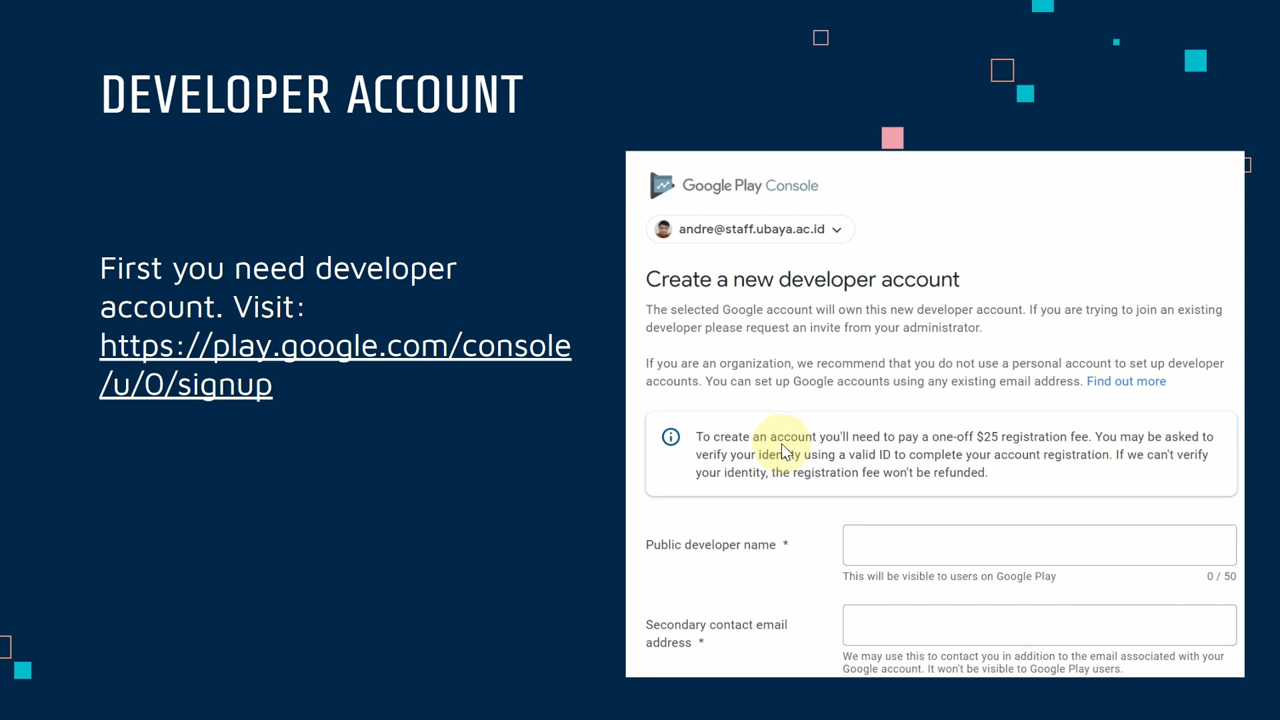 DEVELOPER ACCOUNT
First you need developer
account. Visit:
https://play.google.com/console
/u/0/signup
Google Play Console
andre@staff.ubaya.ac.id
Create a new developer account
The selected Google account will own this new developer account. If you are trying to join an existing
developer please request an invite from your administrator.
If you are an organization, we recommend that you do not use a personal account to set up developer
accounts. You can set up Google accounts using any existing email address. Find out more
To create an account you'll need to pay a one-off $25 registration fee. You may be asked to
verify your identity using a valid ID to complete your account registration. If we can't verify
your identity, the registration fee won't be refunded.
Public developer name *
This will be visible to users on Google Play 0 / 50
Secondary contact email
address *
We may use this to contact you in addition to the email associated with your
Google account. It won't be visible to Google Play users.